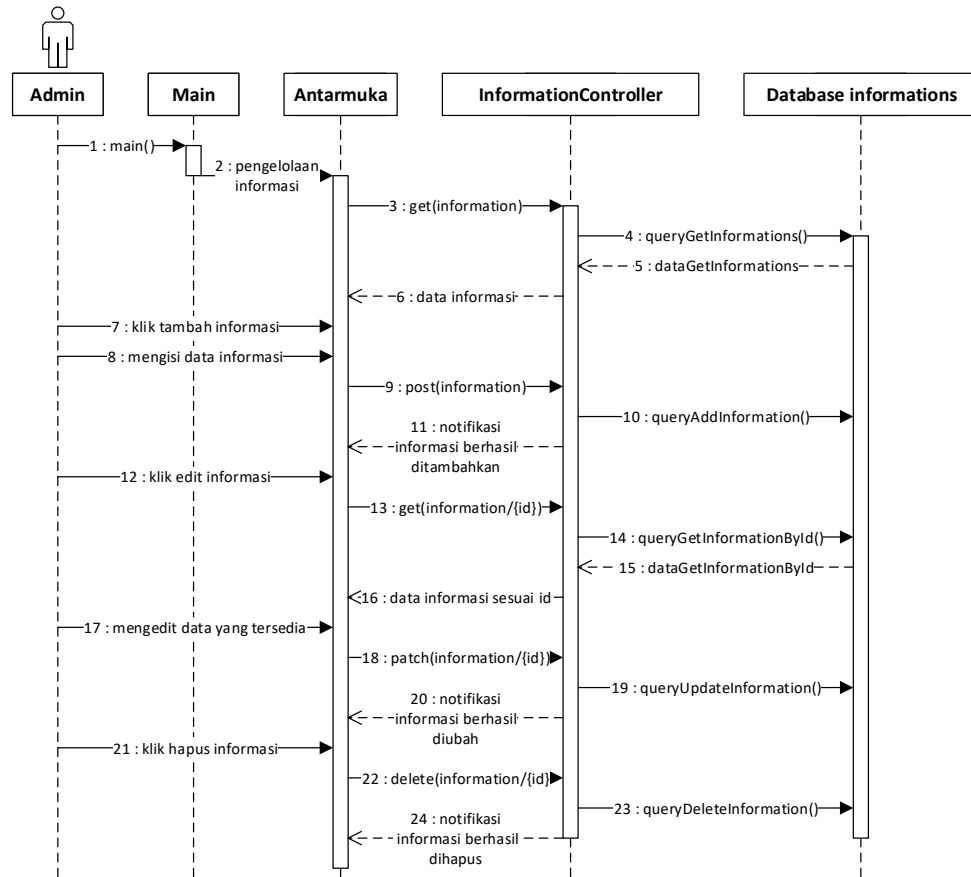 Admin
Main
Antarmuka
InformationController
Database informations
1 : main()
2 : pengelolaan
informasi
3 : get(information)
4 : queryGetInformations()
5 : dataGetInformations
6 : data informasi
7 : klik tambah informasi
8 : mengisi data informasi
9 : post(information)
10 : queryAddInformation()
11 : notifikasi
informasi berhasil
ditambahkan
12 : klik edit informasi
13 : get(information/{id})
14 : queryGetInformationById()
15 : dataGetInformationById
16 : data informasi sesuai id
17 : mengedit data yang tersedia
18 : patch(information/{id})
19 : queryUpdateInformation()
20 : notifikasi
informasi berhasil
diubah
21 : klik hapus informasi
22 : delete(information/{id}
23 : queryDeleteInformation()
24 : notifikasi
informasi berhasil
dihapus